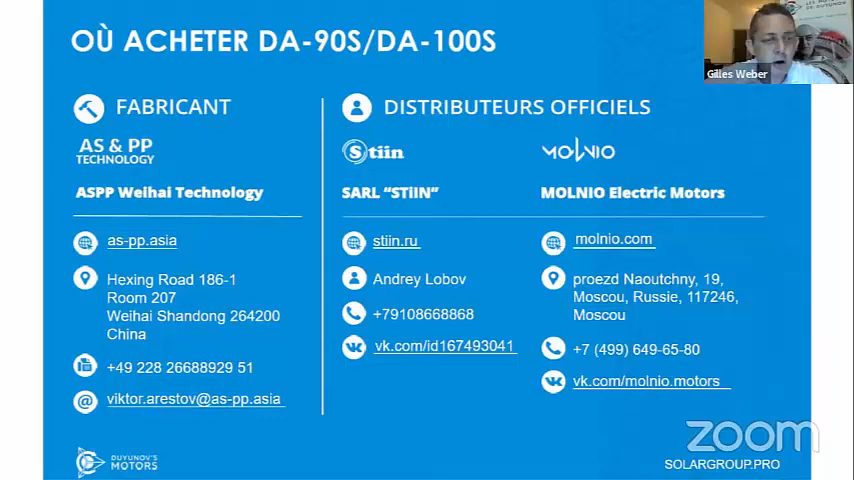 OÙ ACHETER DA-90S/DA-100S
Gilles Weber
FABRICANT
AS & PP
TECHNOLOGY
ASPP Weihai Technology
as-pp.asia
Hexing Road 186-1
Room 207
Weihai Shandong 264200
China
+49 228 26688929 51
viktor.arestov@as-pp.asia
DISTRIBUTEURS OFFICIELS
Stiin
SARL “STiIN”
stiin.ru
Andrey Lobov
+79108668868
vk.com/id167493041
MOLNIO
MOLNIO Electric Motors
molnio.com
proezd Naoutchny, 19,
Moscou, Russie, 117246,
Moscou
+7 (499) 649-65-80
vk.com/molnio.motors
DUYUNOV'S
MOTORS
zoom
SOLARGROUP.PRO